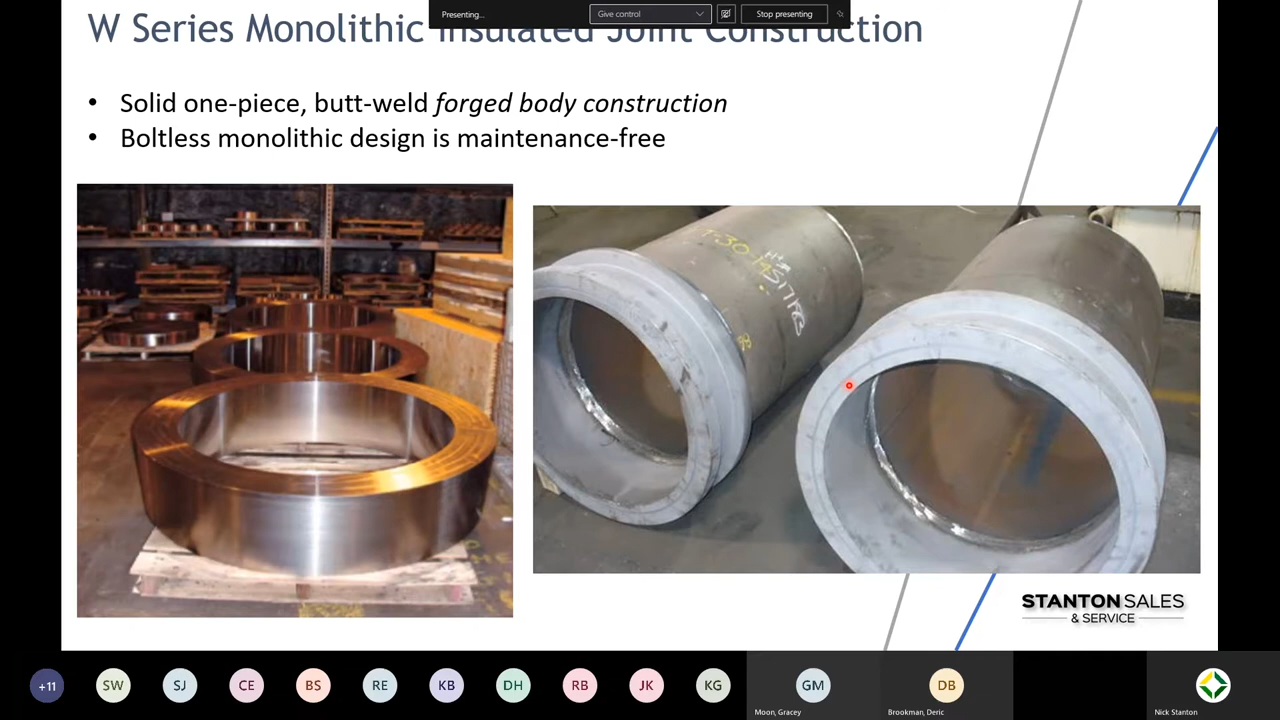 Presenting...
Give control
Stop presenting
W Series Monolithic Insulated Joint Construction
• Solid one-piece, butt-weld forged body construction
• Boltless monolithic design is maintenance-free
STANTON SALES
& SERVICE
+11
SW
SJ
CE
BS
RE
KB
DH
RB
JK
KG
GM
DB
Moon, Gracey
Brookman, Deric
Nick Stanton